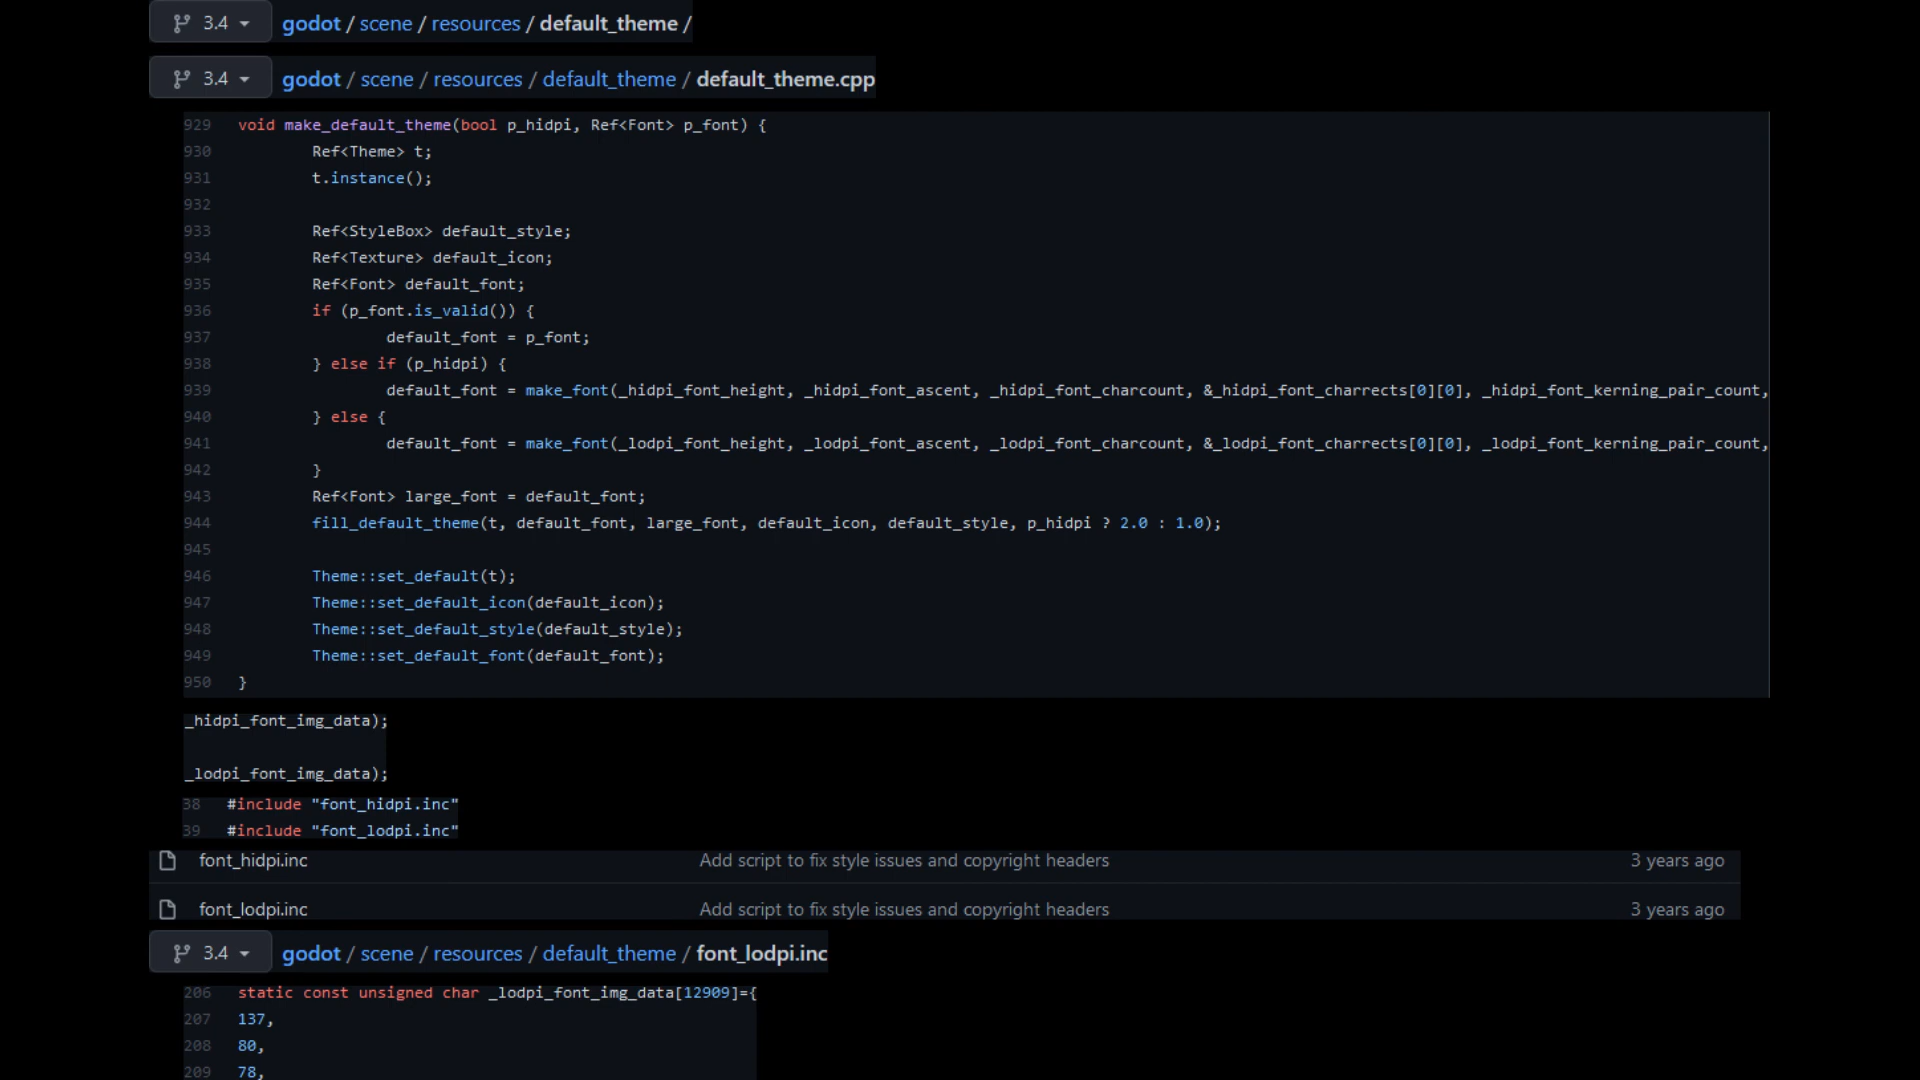 3.4 godot / scene / resources / default_theme /
3.4 godot / scene / resources / default_theme / default_theme.cpp
929 void make_default_theme(bool p_hidpi, Ref<Font> p_font) {
930 Ref<Theme> t;
931 t.instance();
932
933 Ref<StyleBox> default_style;
934 Ref<Texture> default_icon;
935 Ref<Font> default_font;
936 if (p_font.is_valid()) {
937 default_font = p_font;
938 } else if (p_hidpi) {
939 default_font = make_font(_hidpi_font_height, _hidpi_font_ascent, _hidpi_font_charcount, &_hidpi_font_charrects[0][0], _hidpi_font_kerning_pair_count,
940 } else {
941 default_font = make_font(_lodpi_font_height, _lodpi_font_ascent, _lodpi_font_charcount, &_lodpi_font_charrects[0][0], _lodpi_font_kerning_pair_count,
942 }
943 Ref<Font> large_font = default_font;
944 fill_default_theme(t, default_font, large_font, default_icon, default_style, p_hidpi ? 2.0 : 1.0);
945
946 Theme::set_default(t);
947 Theme::set_default_icon(default_icon);
948 Theme::set_default_style(default_style);
949 Theme::set_default_font(default_font);
950 }
_hidpi_font_img_data);
_lodpi_font_img_data);
38 #include "font_hidpi.inc"
39 #include "font_lodpi.inc"
font_hidpi.inc Add script to fix style issues and copyright headers 3 years ago
font_lodpi.inc Add script to fix style issues and copyright headers 3 years ago
3.4 godot / scene / resources / default_theme / font_lodpi.inc
206 static const unsigned char _lodpi_font_img_data[12909]={
207 137,
208 80,
209 78,